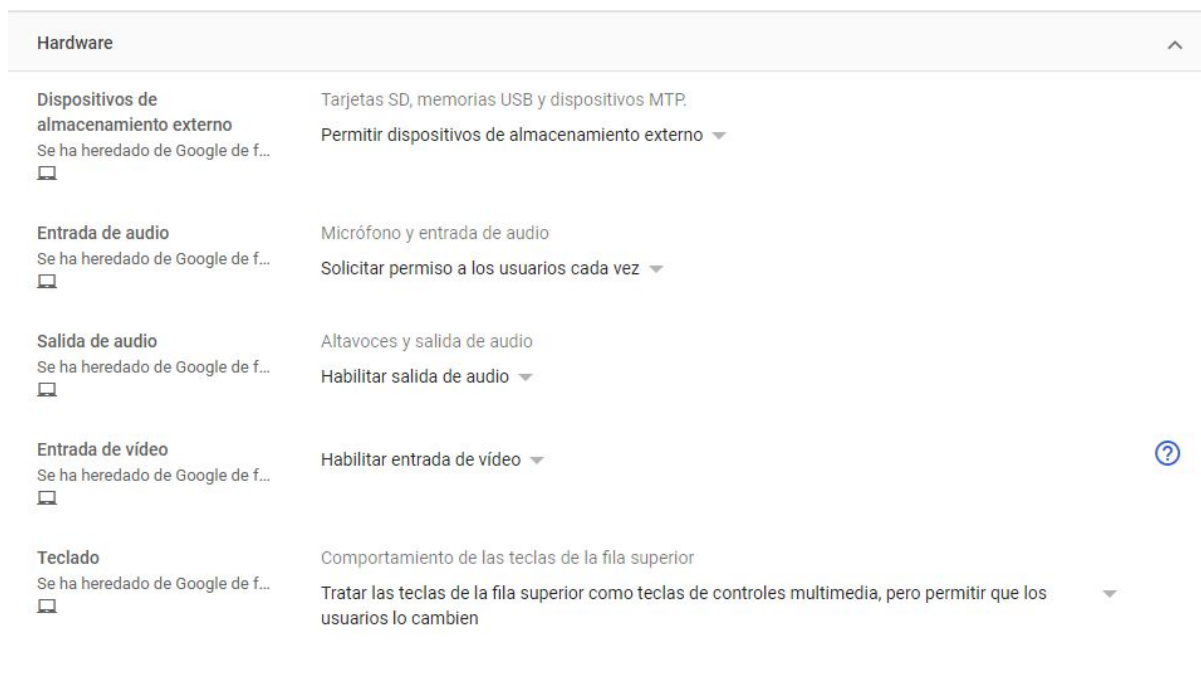 Hardware
Dispositivos de
almacenamiento externo
Se ha heredado de Google de f...
Tarjetas SD, memorias USB y dispositivos MTP.
Permitir dispositivos de almacenamiento externo
Entrada de audio
Se ha heredado de Google de f...
Micrófono y entrada de audio
Solicitar permiso a los usuarios cada vez
Salida de audio
Se ha heredado de Google de f...
Altavoces y salida de audio
Habilitar salida de audio
Entrada de vídeo
Se ha heredado de Google de f...
Habilitar entrada de vídeo
Teclado
Se ha heredado de Google de f...
Comportamiento de las teclas de la fila superior
Tratar las teclas de la fila superior como teclas de controles multimedia, pero permitir que los
usuarios lo cambien